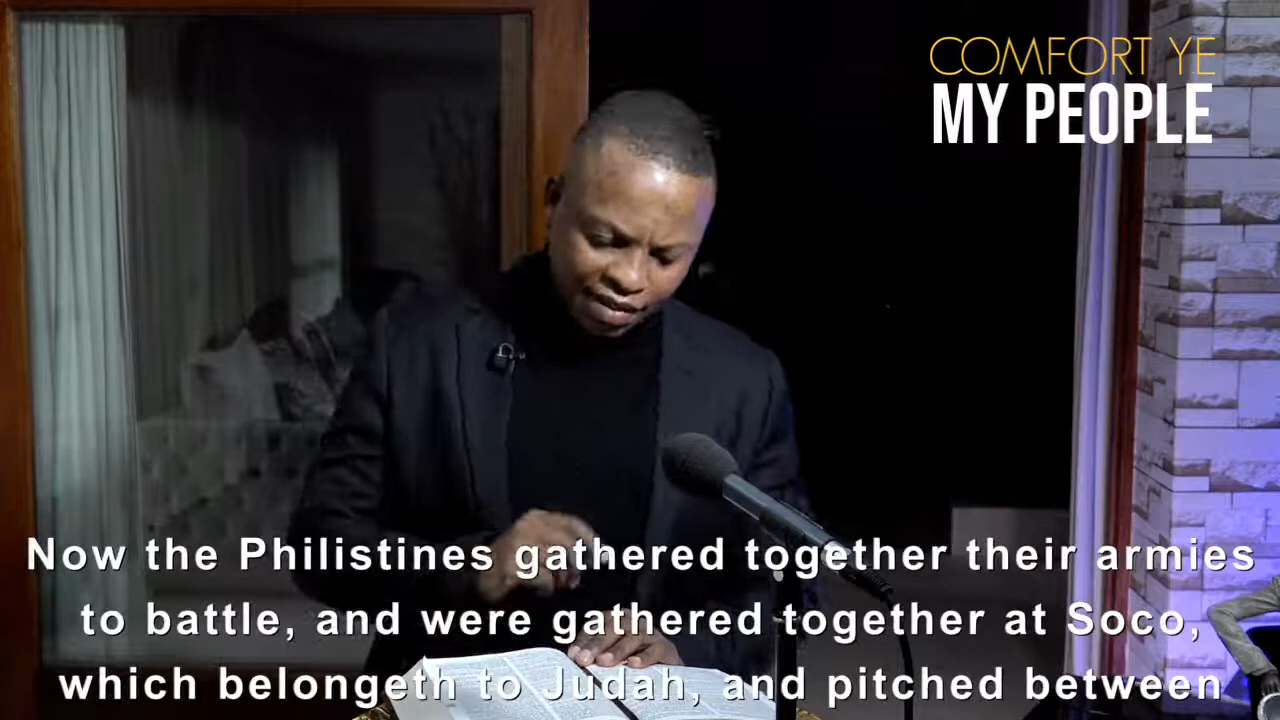 COMFORT YE
MY PEOPLE
Now the Philistines gathered together their armies
to battle, and were gathered together at Soco,
which belongeth to Judah, and pitched between